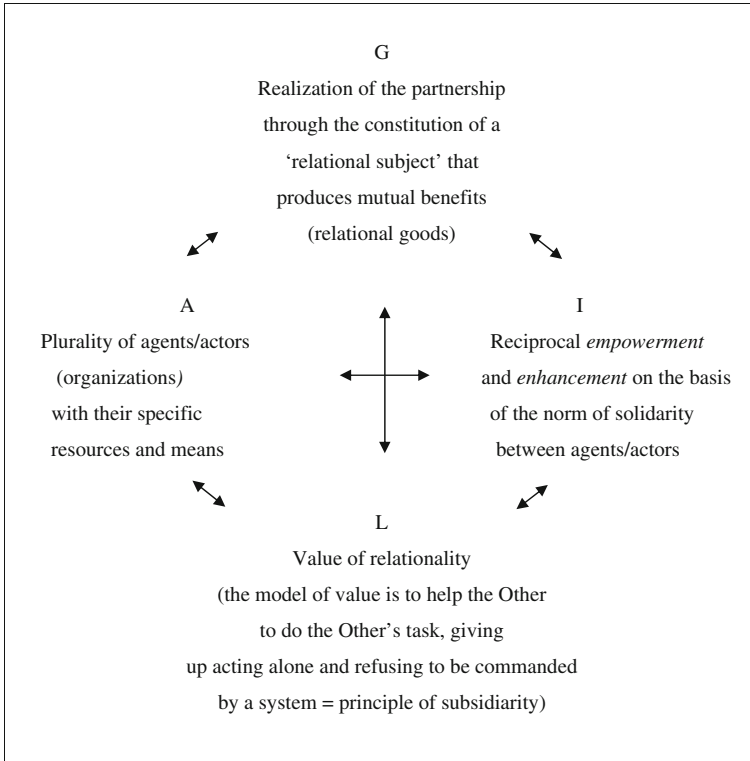 G
Realization of the partnership
through the constitution of a
‘relational subject’ that
produces mutual benefits
(relational goods)
A
Plurality of agents/actors
(organizations)
with their specific
resources and means
I
Reciprocal empowerment
and enhancement on the basis
of the norm of solidarity
between agents/actors
L
Value of relationality
(the model of value is to help the Other
to do the Other’s task, giving
up acting alone and refusing to be commanded
by a system = principle of subsidiarity)